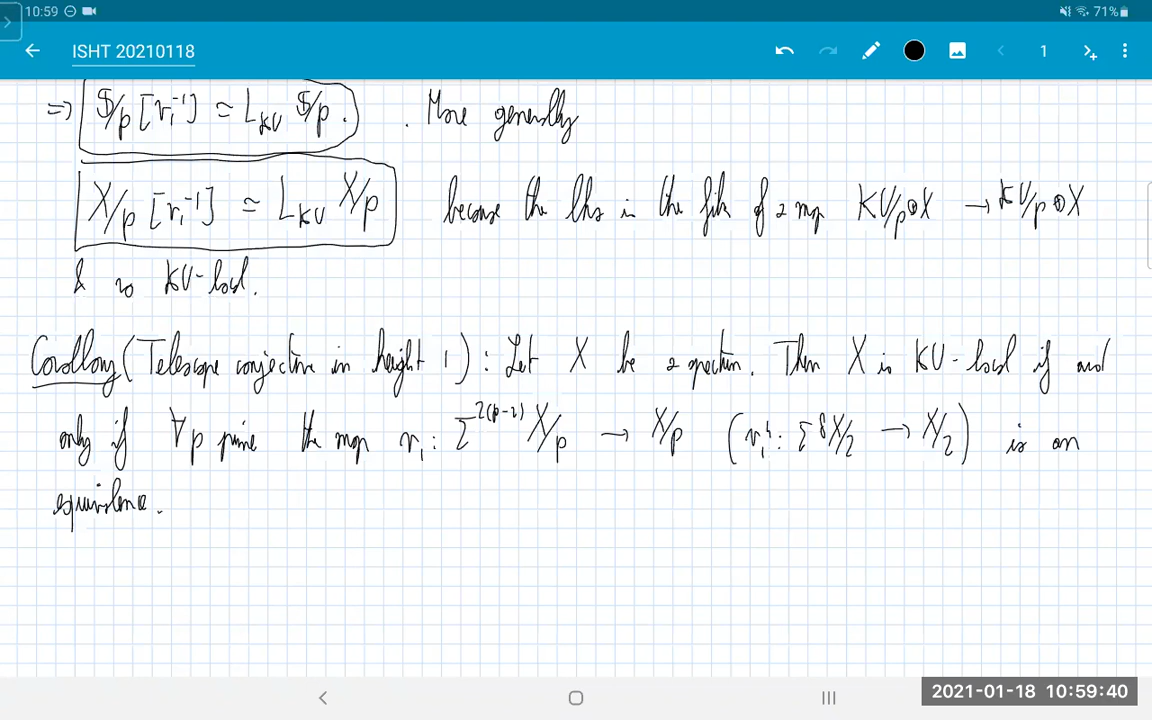 10:59 71%
ISHT 20210118 1
⇒ 𝕊/p [v₁⁻¹] ≃ L_KU 𝕊/p . . More generally
X/p [v₁⁻¹] ≃ L_KU X/p because the lhs is the fib of a map KU/p⊗X → KU/p⊗X
& so KU-local.
Corollary (Telescope conjecture in height 1) : Let X be a spectrum. Then X is KU-local if and
only if ∀p prime the map v₁: Σ^{2(p-1)} X/p → X/p (v₁⁴: Σ⁸X/2 → X/2) is an
equivalence.
2021-01-18 10:59:40